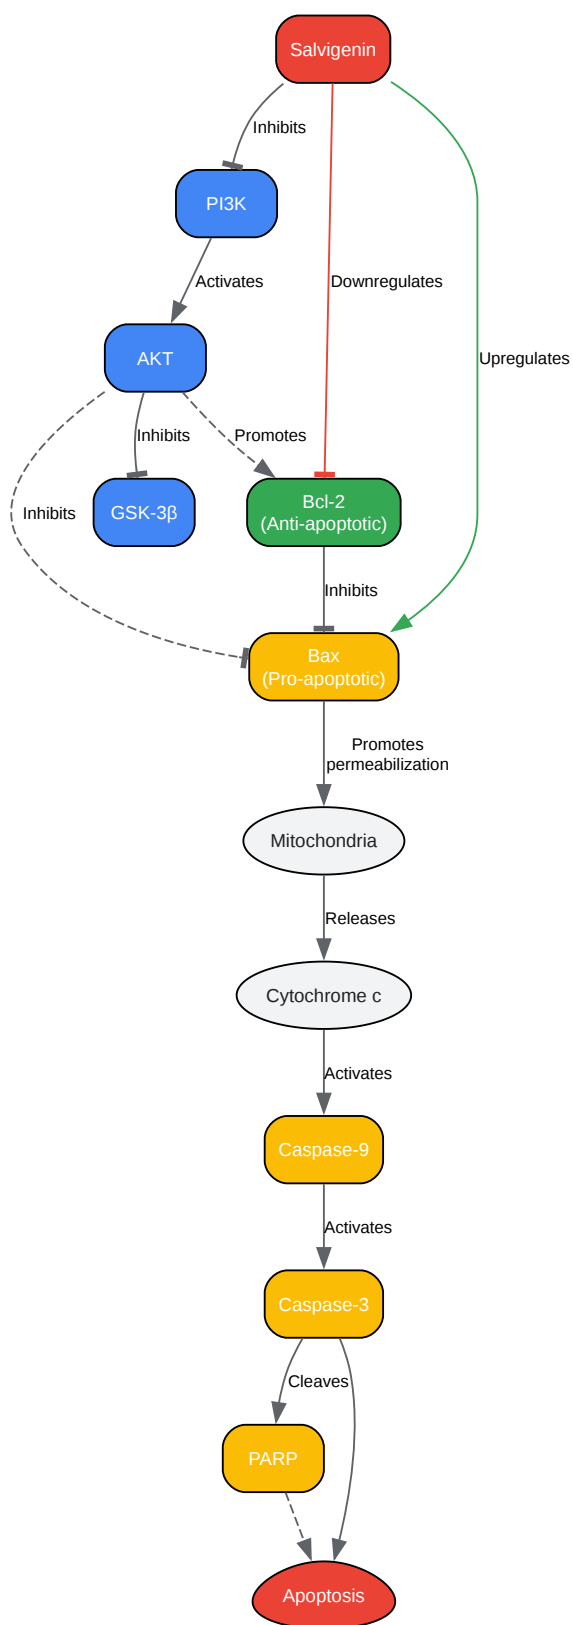 Salvigenin
Inhibits
PI3K
Activates
Downregulates
Upregulates
AKT
Inhibits
Promotes
Inhibits
GSK-3β
Bcl-2
(Anti-apoptotic)
Inhibits
Bax
(Pro-apoptotic)
Promotes
permeabilization
Mitochondria
Releases
Cytochrome c
Activates
Caspase-9
Activates
Caspase-3
Cleaves
PARP
Apoptosis